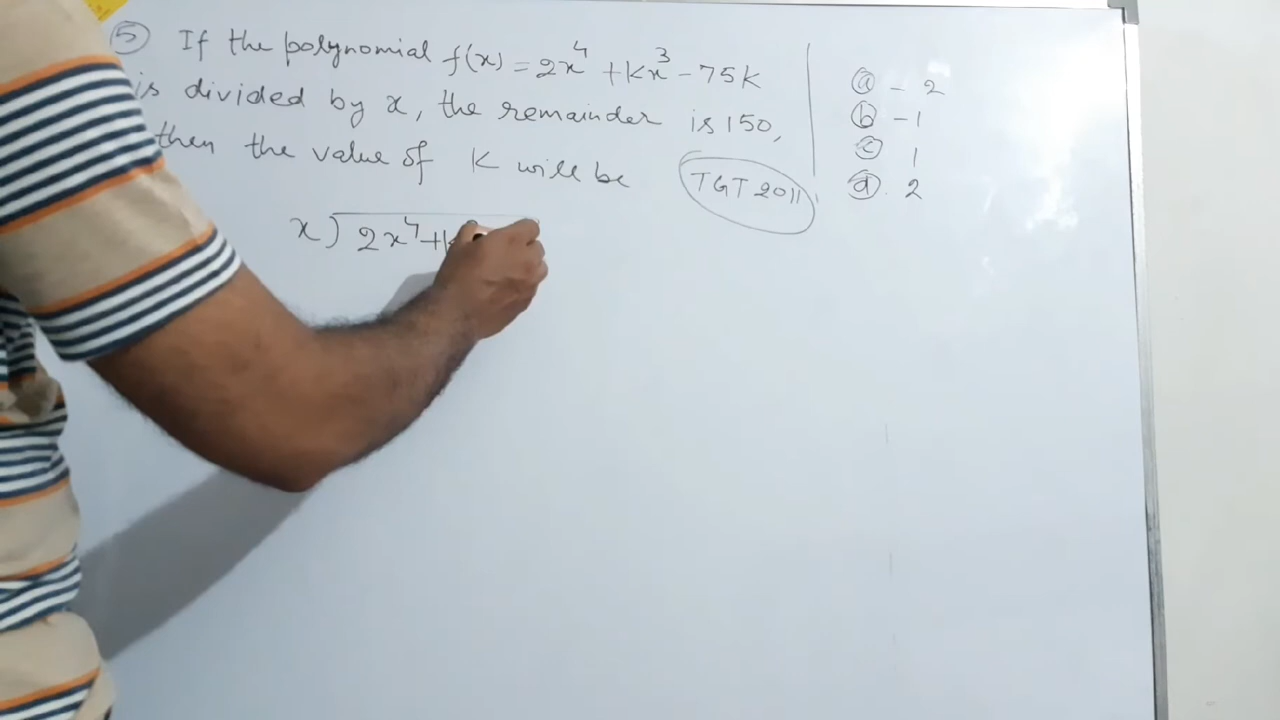 ⑤ If the polynomial f(x) = 2x⁴ + Kx³ - 75K
is divided by x, the remainder is 150,
then the value of K will be
TGT 2011
ⓐ - 2
ⓑ -1
ⓒ 1
ⓓ. 2
x) 2x⁴+K